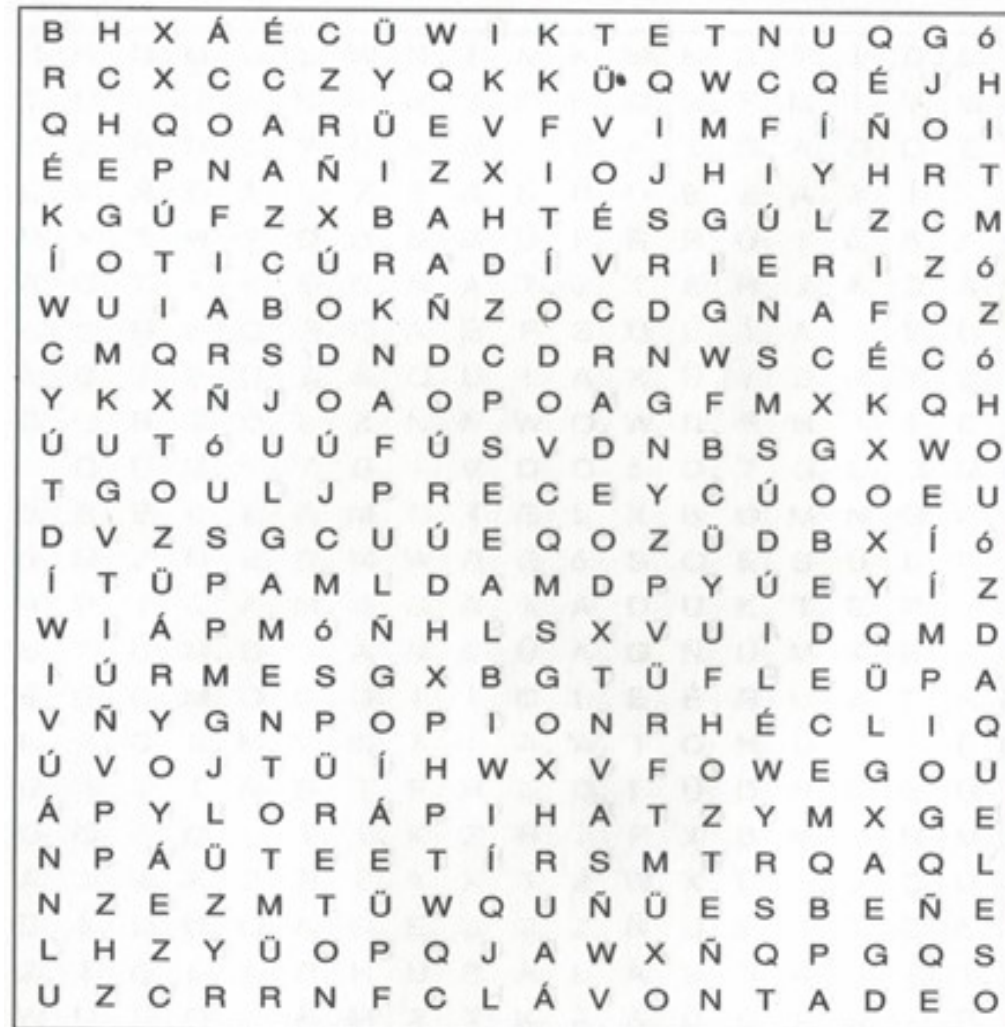 B H X Á É C Ü W I K T E T N U Q G ó
R C X C C Z Y Q K K Ü Q W C Q É J H
Q H Q O A R Ü E V F V I M F Í Ñ O I
É E P N A Ñ I Z X I O J H I Y H R T
K G Ú F Z X B A H T É S G Ú L Z C M
Í O T I C Ú R A D Í V R I E R I Z ó
W U I A B O K Ñ Z O C D G N A F O Z
C M Q R S D N D C D R N W S C É C ó
Y K X Ñ J O A O P O A G F M X K Q H
Ú U T ó U Ú F Ú S V D N B S G X W O
T G O U L J P R E C E Y C Ú O O E U
D V Z S G C U Ú E Q O Z Ü D B X Í ó
Í T Ü P A M L D A M D P Y Ú E Y Í Z
W I Á P M ó Ñ H L S X V U I D Q M D
I Ú R M E S G X B G T Ü F L E Ü P A
V Ñ Y G N P O P I O N R H É C L I Q
Ú V O J T Ü Í H W X V F O W E G O U
Á P Y L O R Á P I H A T Z Y M X G E
N P Á Ü T E E T Í R S M T R Q A Q L
N Z E Z M T Ü W Q U Ñ Ü E S B E Ñ E
L H Z Y Ü O P Q J A W X Ñ Q P G Q S
U Z C R R N F C L Á V O N T A D E O